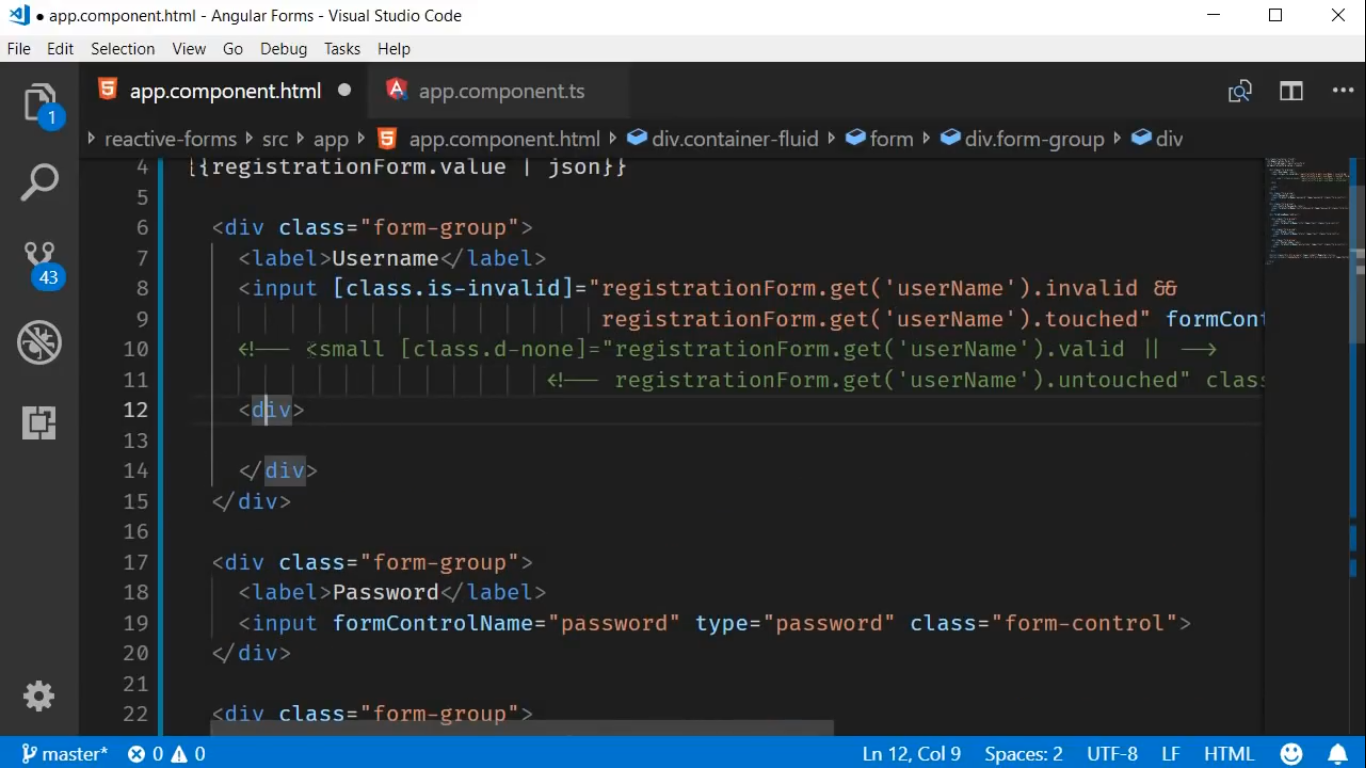 app.component.html - Angular Forms - Visual Studio Code
File Edit Selection View Go Debug Tasks Help
app.component.html app.component.ts
reactive-forms src app app.component.html div.container-fluid form div.form-group div
1
43
4 {{registrationForm.value | json}}
5
6 <div class="form-group">
7 <label>Username</label>
8 <input [class.is-invalid]="registrationForm.get('userName').invalid &&
9 registrationForm.get('userName').touched" formCont
10 <!-- <small [class.d-none]="registrationForm.get('userName').valid || -->
11 <!-- registrationForm.get('userName').untouched" class
12 <div>
13
14 </div>
15 </div>
16
17 <div class="form-group">
18 <label>Password</label>
19 <input formControlName="password" type="password" class="form-control">
20 </div>
21
22 <div class="form-group">
master* 0 0 Ln 12, Col 9 Spaces: 2 UTF-8 LF HTML